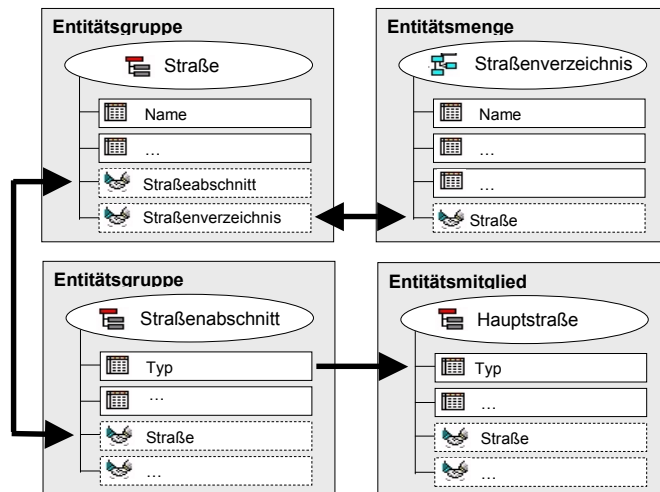 Entitätsgruppe
Straße
Name
...
Straßeabschnitt
Straßenverzeichnis
Entitätsmenge
Straßenverzeichnis
Name
...
...
Straße
Entitätsgruppe
Straßenabschnitt
Typ
...
Straße
...
Entitätsmitglied
Hauptstraße
Typ
...
Straße
...